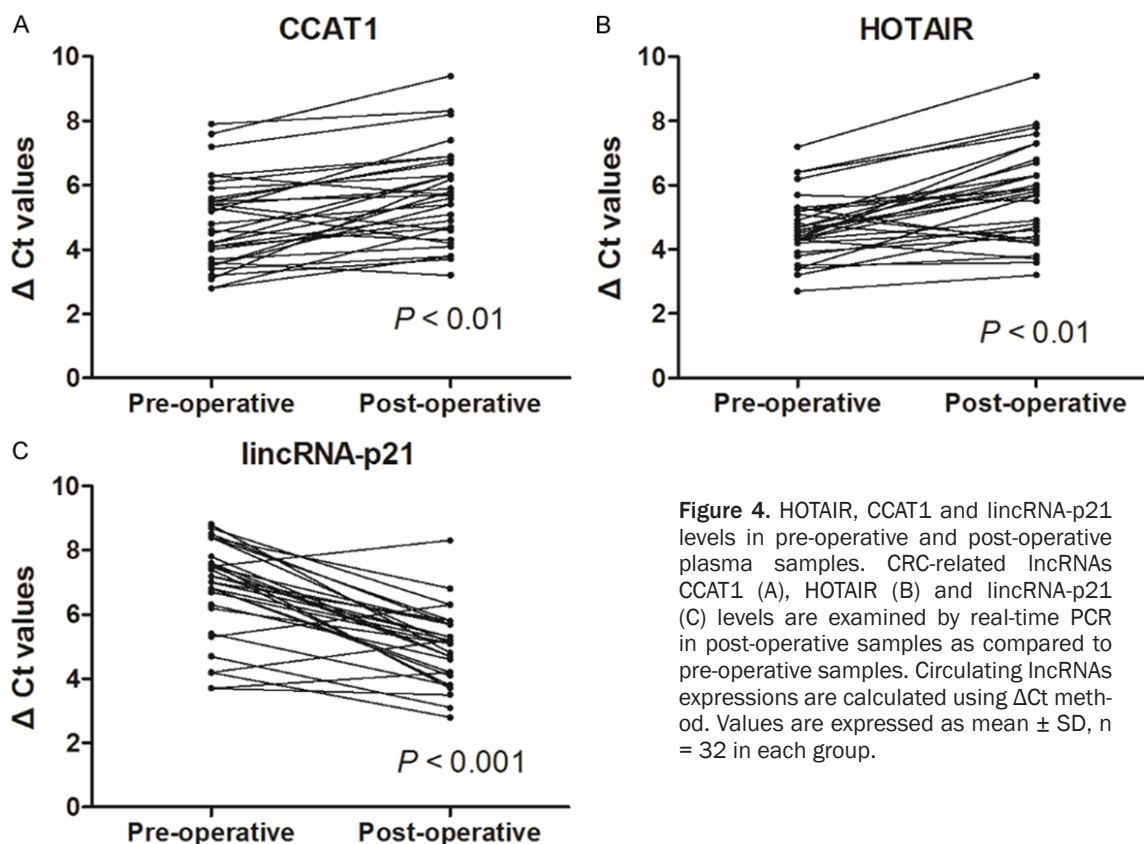 A
CCAT1
10
8
6
4
2
0
Δ Ct values
Pre-operative
Post-operative
P < 0.01
B
HOTAIR
10
8
6
4
2
0
Δ Ct values
Pre-operative
Post-operative
P < 0.01
C
lincRNA-p21
10
8
6
4
2
0
Δ Ct values
Pre-operative
Post-operative
P < 0.001
Figure 4. HOTAIR, CCAT1 and lincRNA-p21
levels in pre-operative and post-operative
plasma samples. CRC-related lncRNAs
CCAT1 (A), HOTAIR (B) and lincRNA-p21
(C) levels are examined by real-time PCR
in post-operative samples as compared to
pre-operative samples. Circulating lncRNAs
expressions are calculated using ΔCt meth-
od. Values are expressed as mean ± SD, n
= 32 in each group.